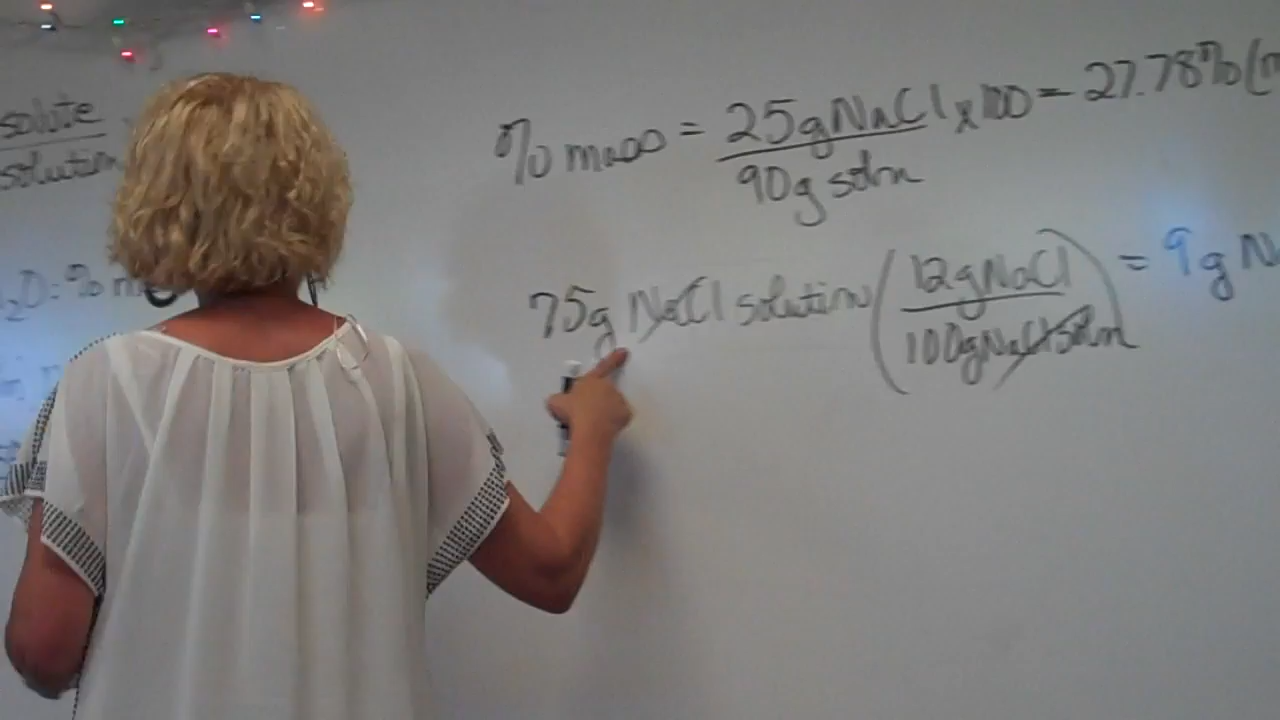 solute
solution
% mass = 25g NaCl x 100 = 27.78% (m
90g soln
2O: % m
75g NaCl solution ( 12g NaCl ) = 9g N
100g NaCl soln